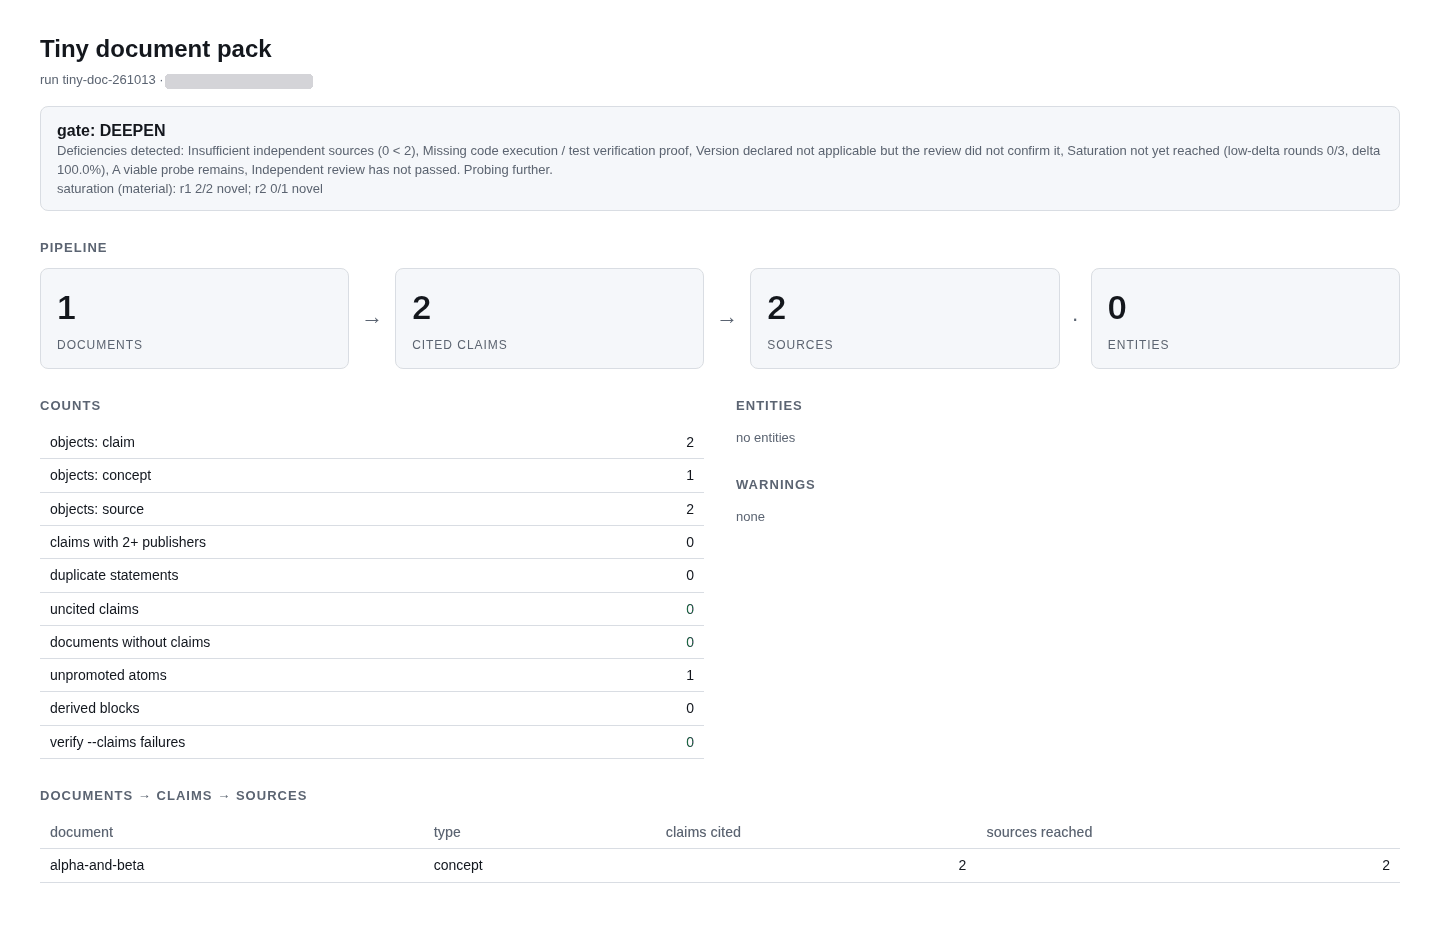 Tiny document pack
run tiny-doc-261013 ·
gate: DEEPEN
Deficiencies detected: Insufficient independent sources (0 < 2), Missing code execution / test verification proof, Version declared not applicable but the review did not confirm it, Saturation not yet reached (low-delta rounds 0/3, delta
100.0%), A viable probe remains, Independent review has not passed. Probing further.
saturation (material): r1 2/2 novel; r2 0/1 novel
PIPELINE
1
DOCUMENTS
→
2
CITED CLAIMS
→
2
SOURCES
·
0
ENTITIES
COUNTS
objects: claim 2
objects: concept 1
objects: source 2
claims with 2+ publishers 0
duplicate statements 0
uncited claims 0
documents without claims 0
unpromoted atoms 1
derived blocks 0
verify --claims failures 0
ENTITIES
no entities
WARNINGS
none
DOCUMENTS → CLAIMS → SOURCES
document type claims cited sources reached
alpha-and-beta concept 2 2